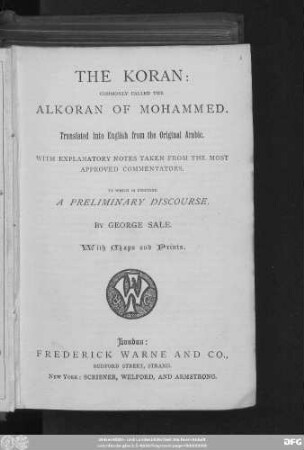 THE KORAN:
COMMONLY CALLED THE
ALKORAN OF MOHAMMED.
Translated into English from the Original Arabic.
WITH EXPLANATORY NOTES TAKEN FROM THE MOST
APPROVED COMMENTATORS.
TO WHICH IS PREFIXED
A PRELIMINARY DISCOURSE.
BY GEORGE SALE.
With Maps and Prints.
London:
FREDERICK WARNE AND CO.,
BEDFORD STREET, STRAND.
NEW YORK: SCRIBNER, WELFORD, AND ARMSTRONG.
DFG